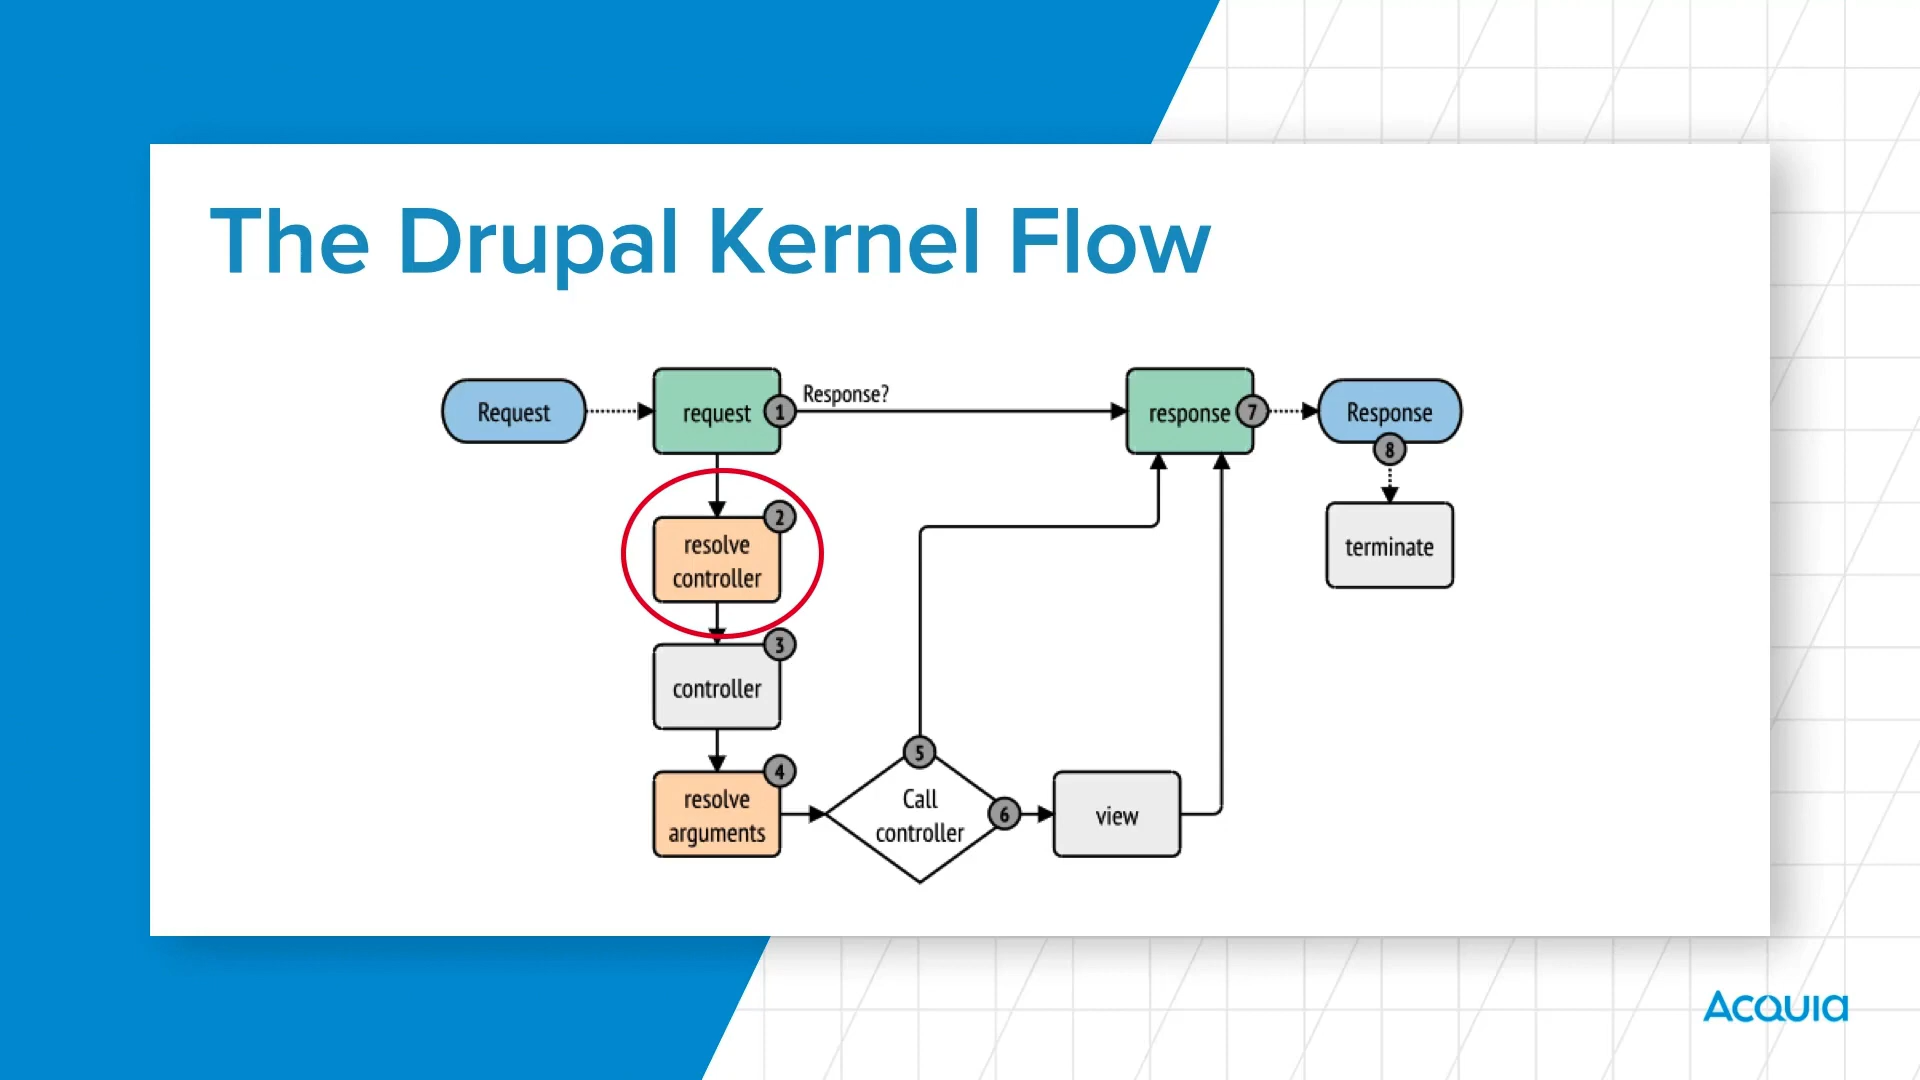 The Drupal Kernel Flow
Request
request
1
Response?
response
7
Response
8
2
resolve
controller
terminate
3
controller
4
resolve
arguments
5
Call
controller
6
view
Acquia